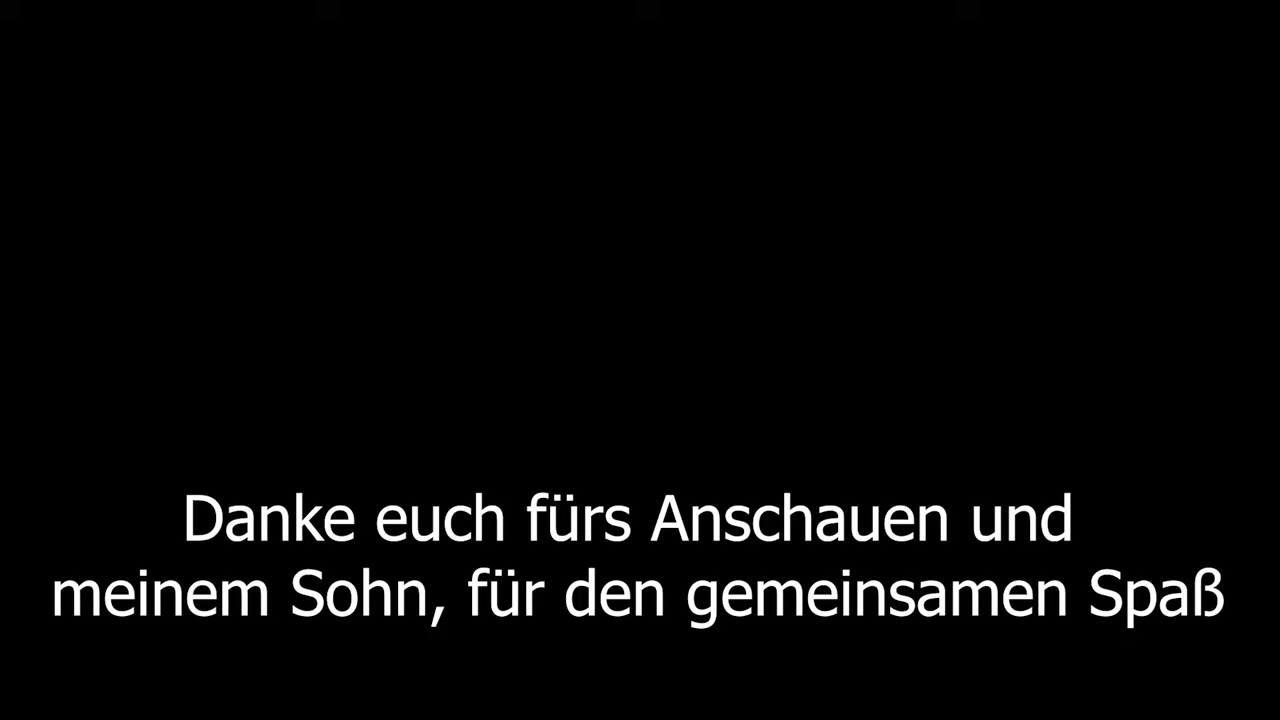 Danke euch fürs Anschauen und
meinem Sohn, für den gemeinsamen Spaß